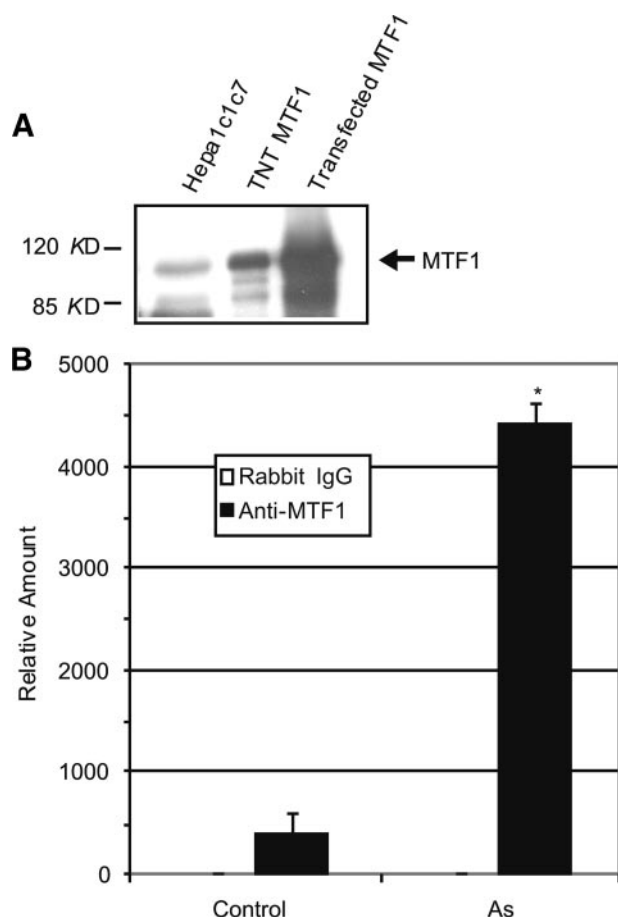 A
Hepa1c1c7
TNT MTF1
Transfected MTF1
120 KD
85 KD
MTF1
B
5000
4000
3000
2000
1000
0
Relative Amount
Rabbit IgG
Anti-MTF1
*
Control
As